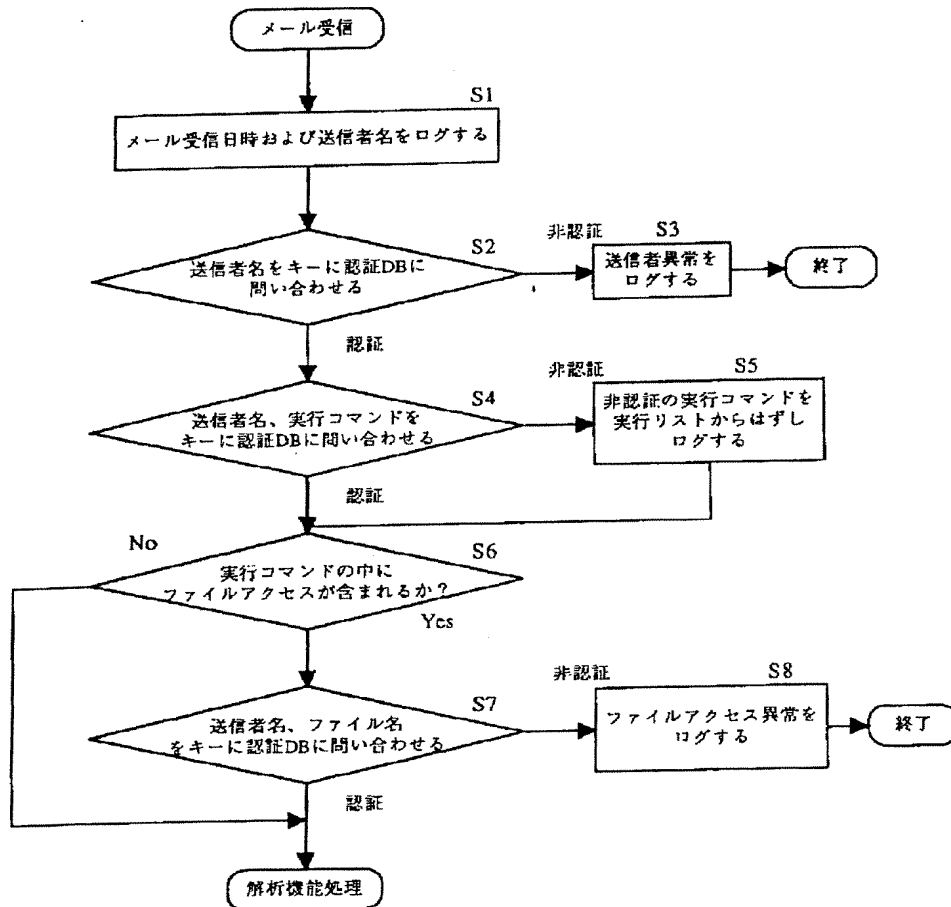 メール受信
S1
メール受信日時および送信者名をログする
S2
送信者名をキーに認証DBに
問い合わせる
非認証
S3
送信者異常を
ログする
終了
認証
S4
送信者名、実行コマンドを
キーに認証DBに問い合わせる
非認証
S5
非認証の実行コマンドを
実行リストからはずし
ログする
認証
No
S6
実行コマンドの中に
ファイルアクセスが含まれるか？
Yes
S7
送信者名、ファイル名
をキーに認証DBに問い合わせる
非認証
S8
ファイルアクセス異常を
ログする
終了
認証
解析機能処理